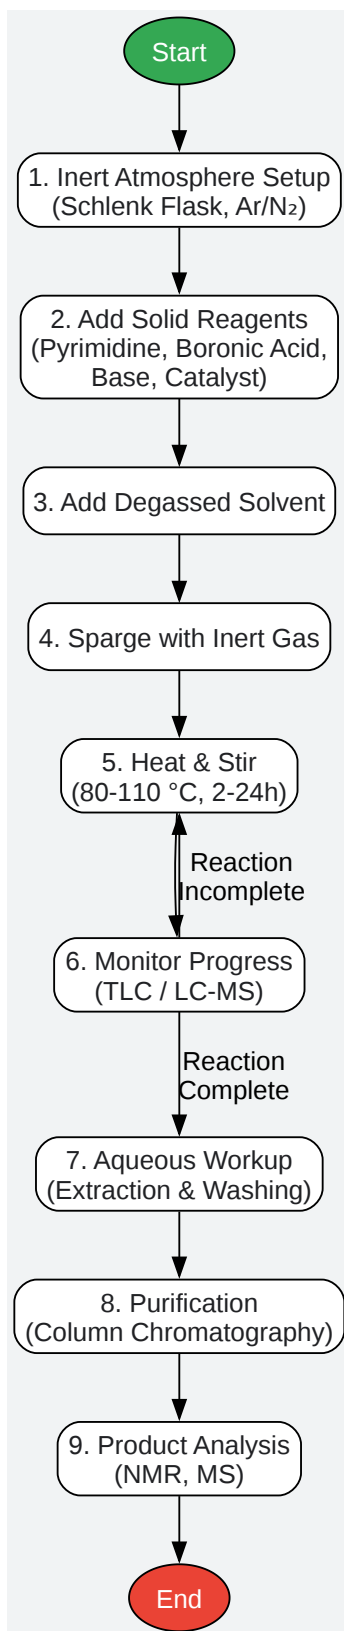 Start
1. Inert Atmosphere Setup
(Schlenk Flask, Ar/N₂)
2. Add Solid Reagents
(Pyrimidine, Boronic Acid,
Base, Catalyst)
3. Add Degassed Solvent
4. Sparge with Inert Gas
5. Heat & Stir
(80-110 °C, 2-24h)
Reaction
Incomplete
6. Monitor Progress
(TLC / LC-MS)
Reaction
Complete
7. Aqueous Workup
(Extraction & Washing)
8. Purification
(Column Chromatography)
9. Product Analysis
(NMR, MS)
End